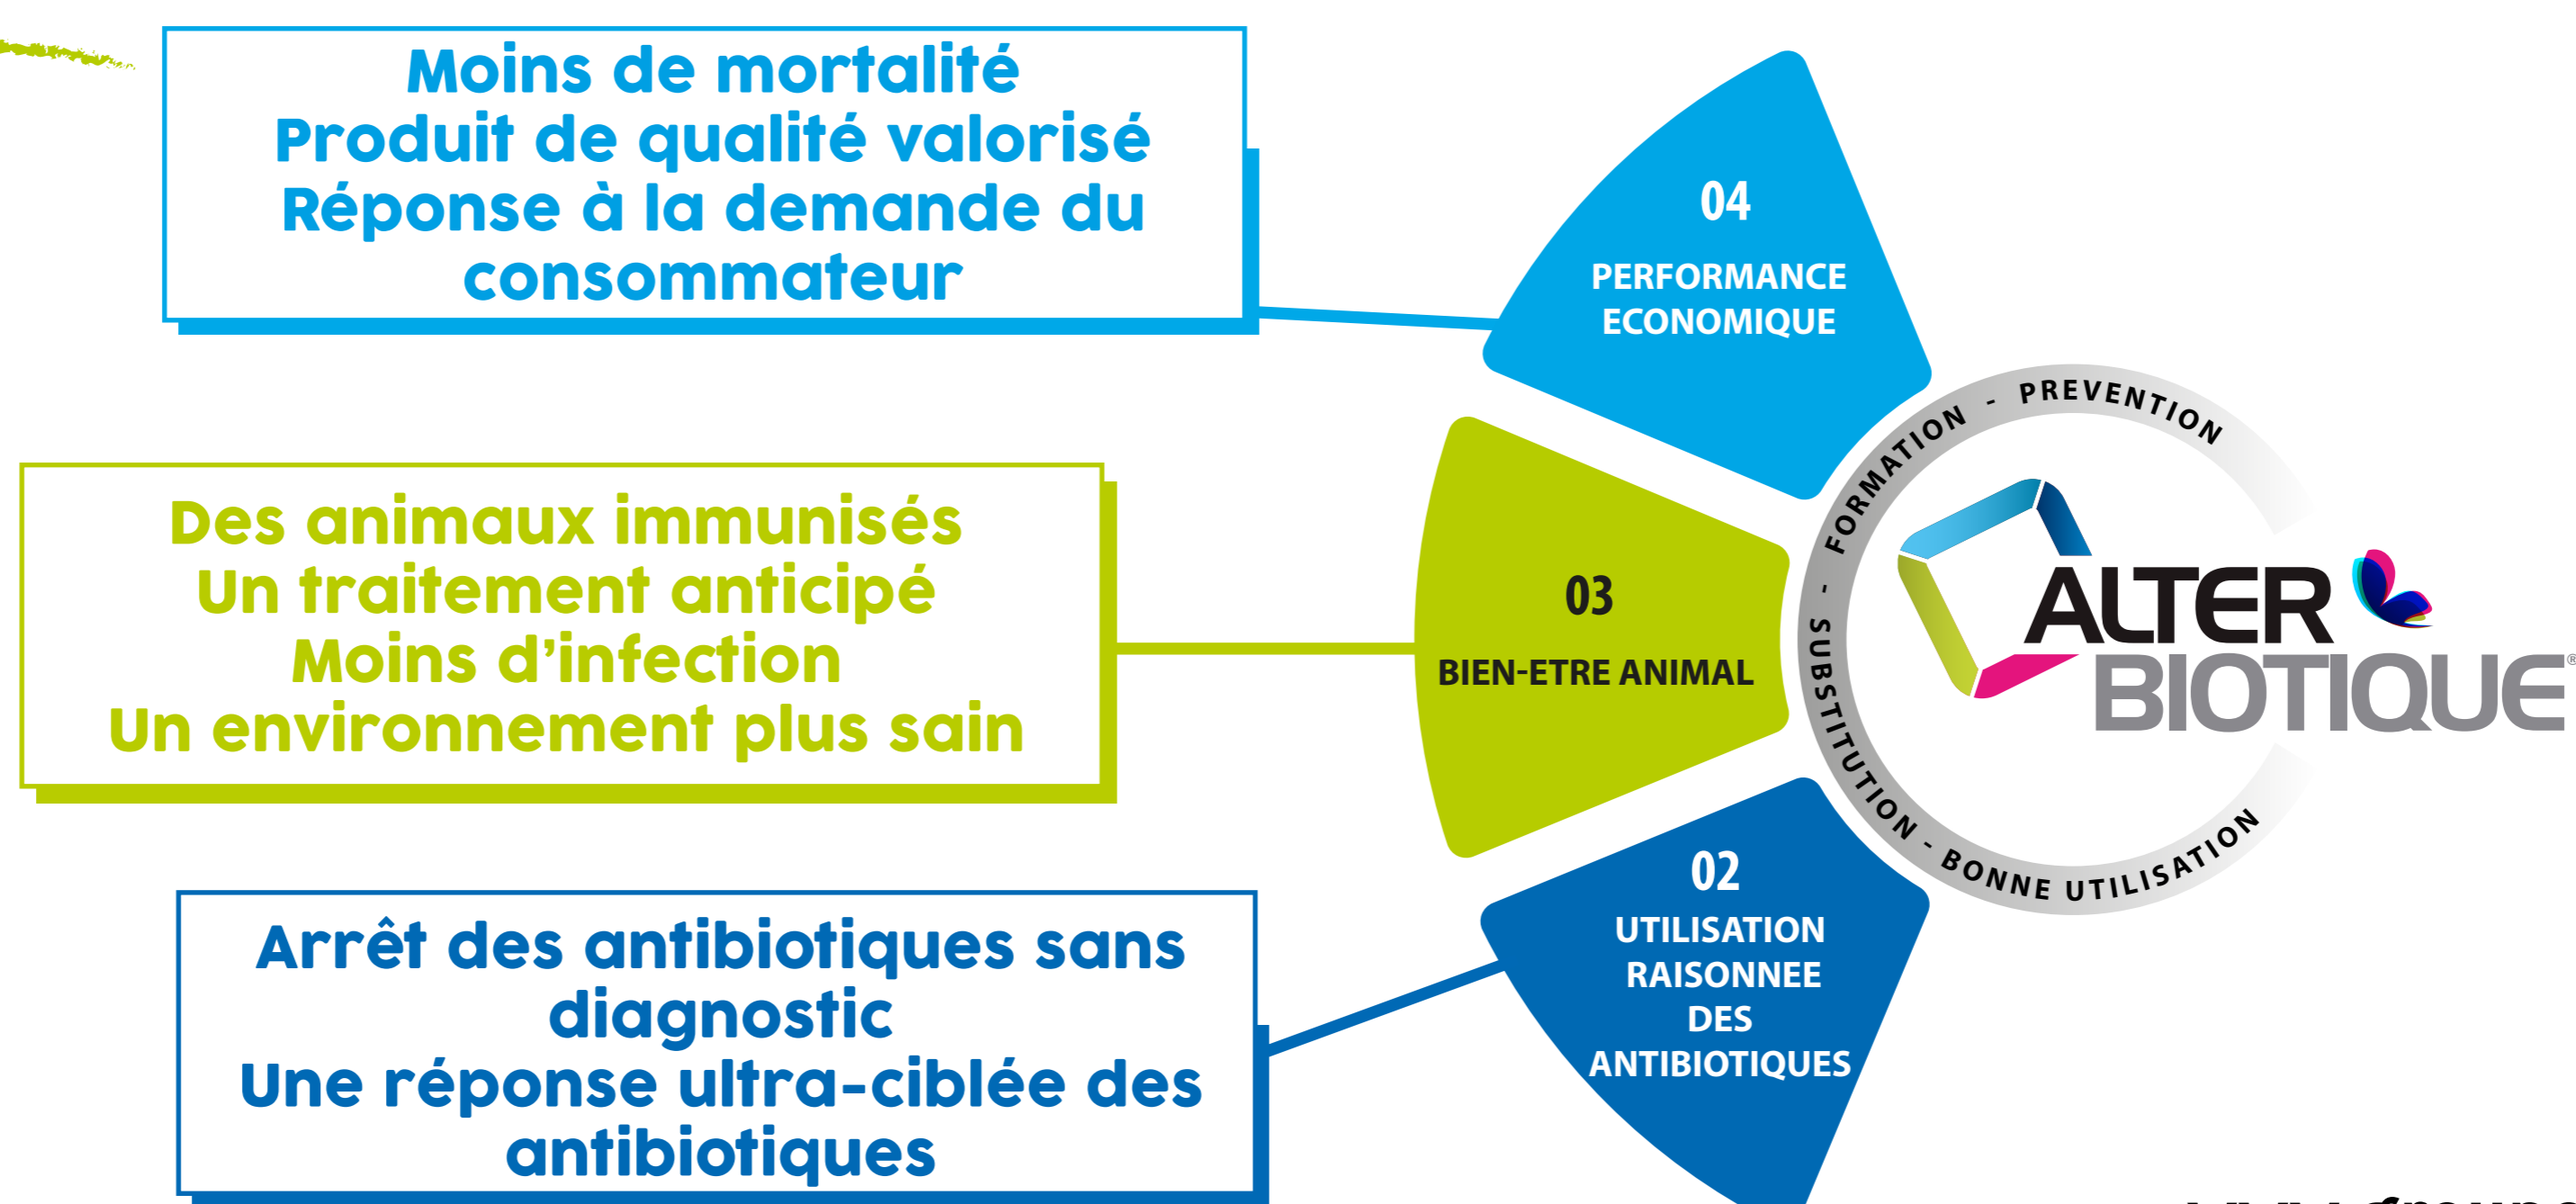 Moins de mortalité
Produit de qualité valorisé
Réponse à la demande du
consommateur
04
PERFORMANCE
ECONOMIQUE
Des animaux immunisés
Un traitement anticipé
Moins d'infection
Un environnement plus sain
03
BIEN-ETRE ANIMAL
Arrêt des antibiotiques sans
diagnostic
Une réponse ultra-ciblée des
antibiotiques
02
UTILISATION
RAISONNEE
DES
ANTIBIOTIQUES
BONNE UTILISATION - SUBSTITUTION - FORMATION - PREVENTION
ALTER
BIOTIQUE®